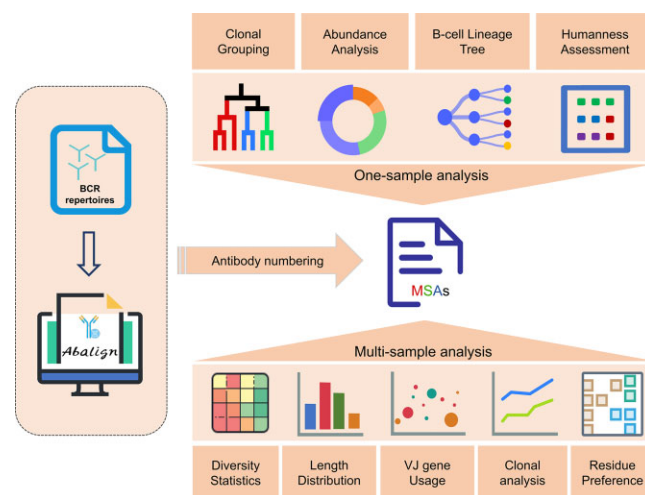 Clonal
Grouping
Abundance
Analysis
B-cell Lineage
Tree
Humanness
Assessment
One-sample analysis
BCR
repertoires
Abalign
Antibody numbering
MSAs
Multi-sample analysis
Diversity
Statistics
Length
Distribution
VJ gene
Usage
Clonal
analysis
Residue
Preference